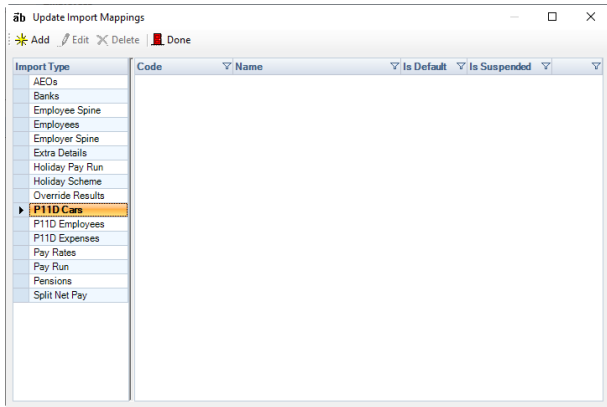 āb Update Import Mappings
Add Edit Delete Done
Import Type Code Name Is Default Is Suspended
AEOs
Banks
Employee Spine
Employees
Employer Spine
Extra Details
Holiday Pay Run
Holiday Scheme
Override Results
P11D Cars
P11D Employees
P11D Expenses
Pay Rates
Pay Run
Pensions
Split Net Pay